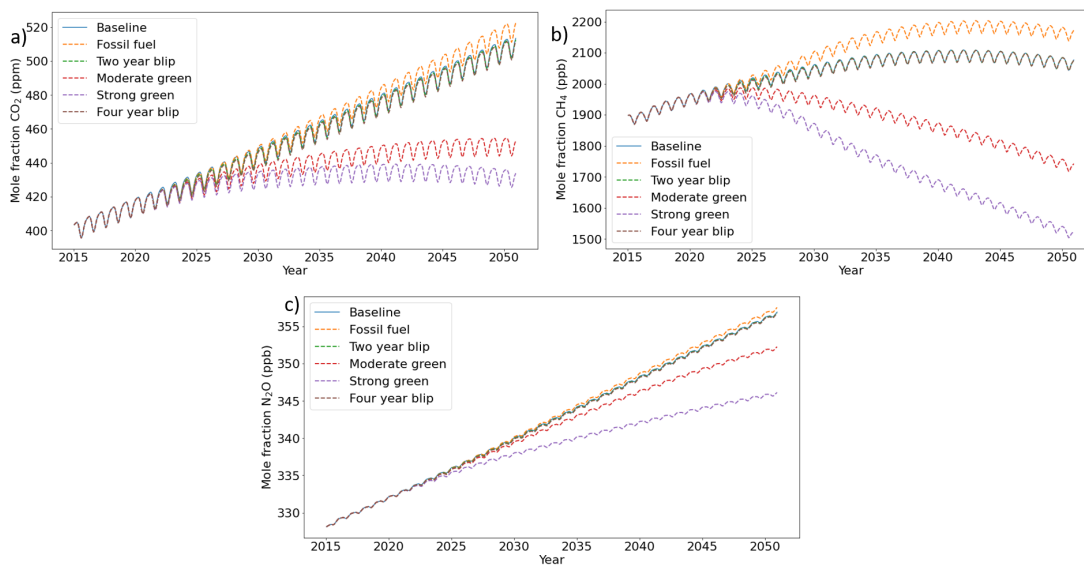 a)
Mole fraction CO₂ (ppm)
520
500
480
460
440
420
400
Baseline
Fossil fuel
Two year blip
Moderate green
Strong green
Four year blip
2015 2020 2025 2030 2035 2040 2045 2050
Year
b)
Mole fraction CH₄ (ppb)
2200
2100
2000
1900
1800
1700
1600
1500
Baseline
Fossil fuel
Two year blip
Moderate green
Strong green
Four year blip
2015 2020 2025 2030 2035 2040 2045 2050
Year
c)
Mole fraction N₂O (ppb)
355
350
345
340
335
330
Baseline
Fossil fuel
Two year blip
Moderate green
Strong green
Four year blip
2015 2020 2025 2030 2035 2040 2045 2050
Year